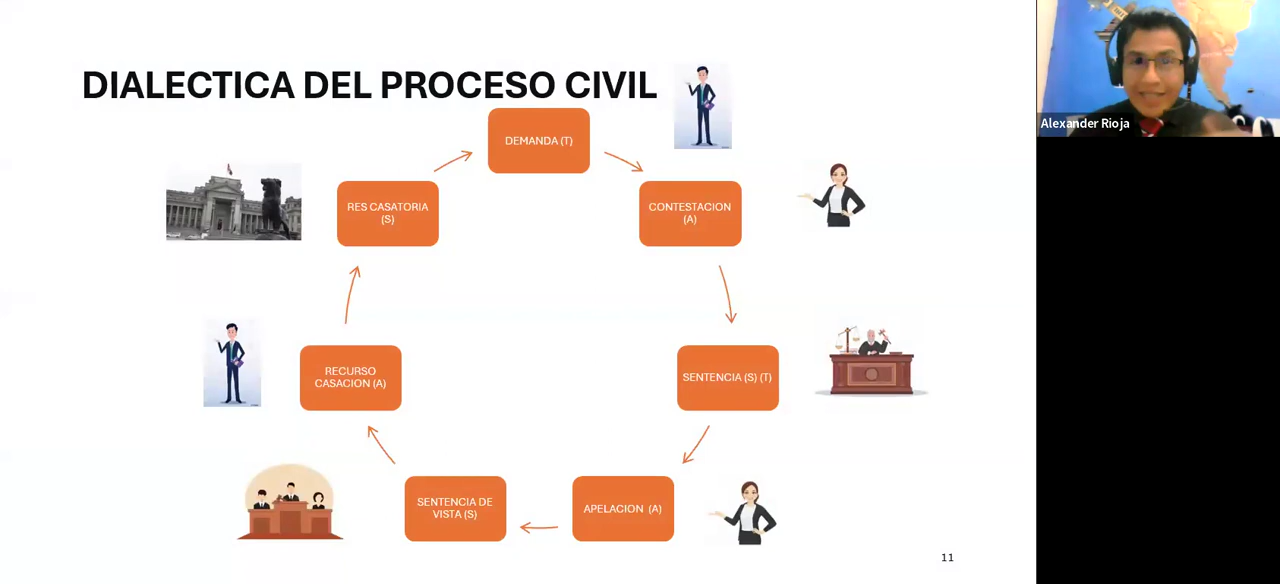 DIALECTICA DEL PROCESO CIVIL
DEMANDA (T)
CONTESTACION
(A)
SENTENCIA (S) (T)
APELACION (A)
SENTENCIA DE
VISTA (S)
RECURSO
CASACION (A)
RES CASATORIA
(S)
11
Alexander Rioja